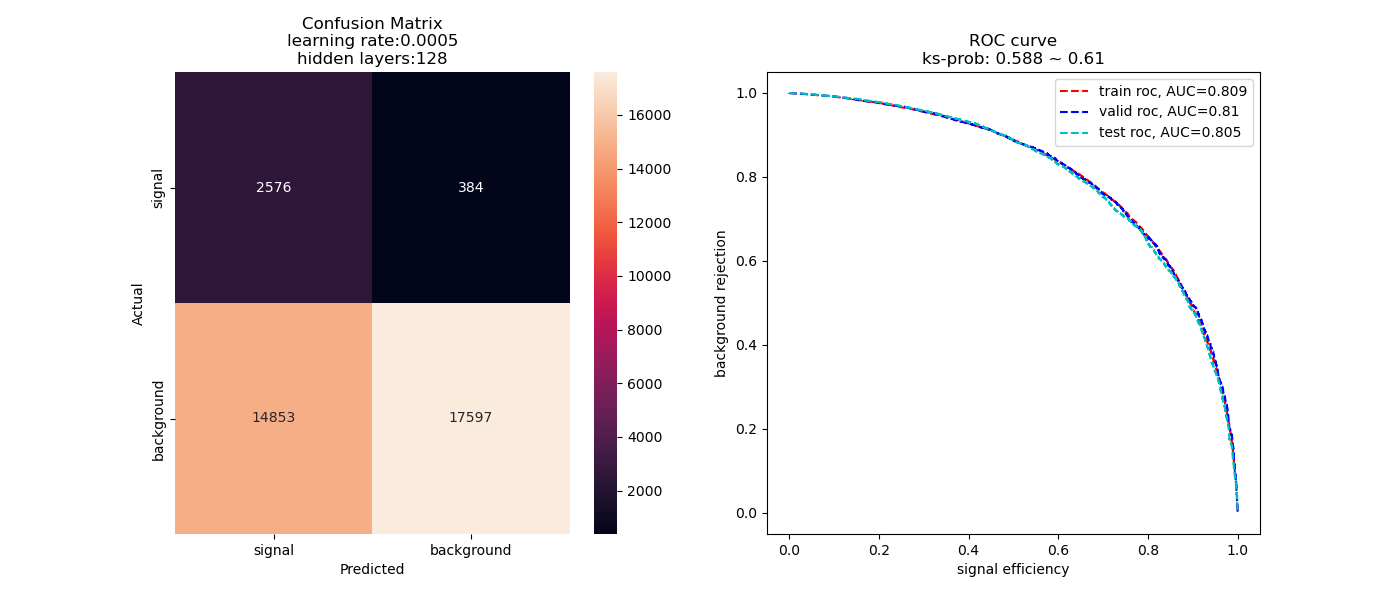 Confusion Matrix
learning rate:0.0005
hidden layers:128
signal
background
Actual
2576
384
14853
17597
signal
background
Predicted
16000
14000
12000
10000
8000
6000
4000
2000
ROC curve
ks-prob: 0.588 ~ 0.61
train roc, AUC=0.809
valid roc, AUC=0.81
test roc, AUC=0.805
background rejection
1.0
0.8
0.6
0.4
0.2
0.0
0.0
0.2
0.4
0.6
0.8
1.0
signal efficiency